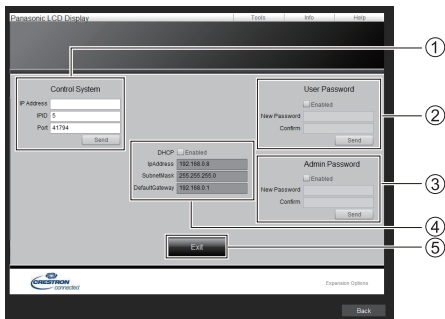 Panasonic LCD Display Tools Info Help
Control System
IP Address
IPID 5
Port 41794
Send
User Password
Enabled
New Password
Confirm
Send
DHCP Enabled
IpAddress 192.168.0.8
SubnetMask 255.255.255.0
DefaultGateway 192.168.0.1
Admin Password
Enabled
New Password
Confirm
Send
Exit
CRESTRON
connected
Expansion Options
Back
1
2
3
4
5